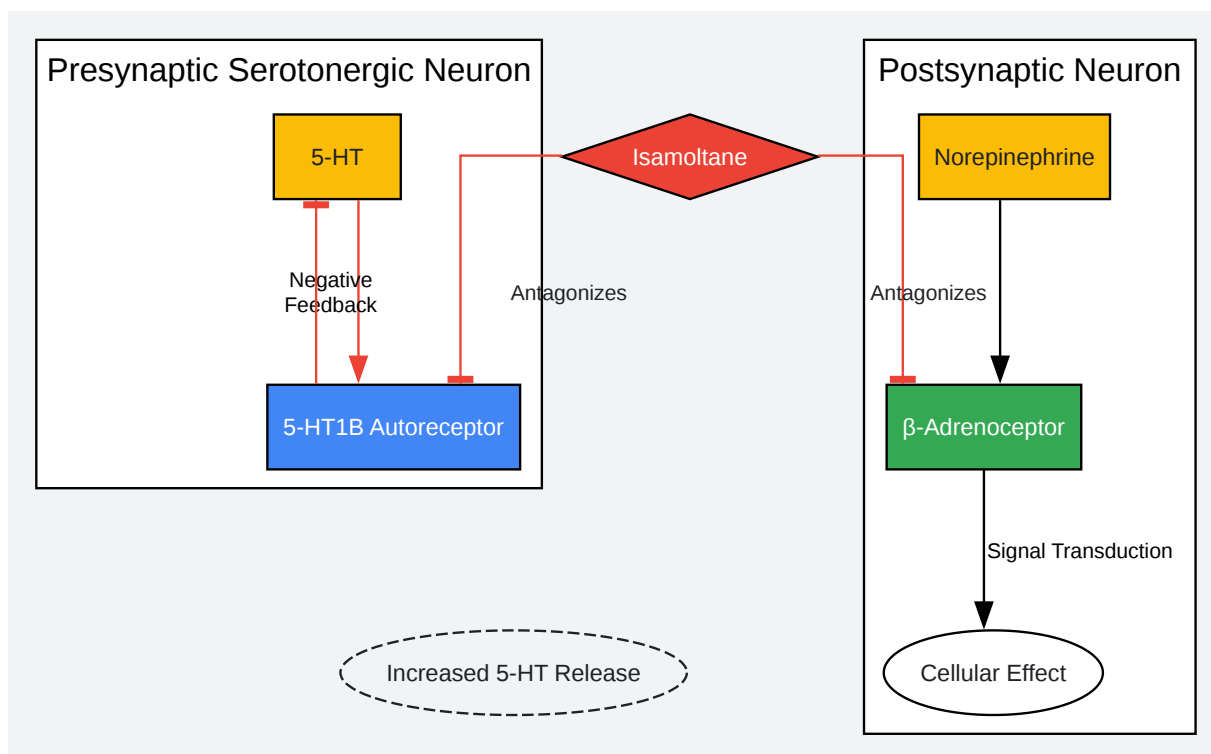 Presynaptic Serotonergic Neuron
Postsynaptic Neuron
5-HT
Isamoltane
Norepinephrine
Negative
Feedback
Antagonizes
Antagonizes
5-HT1B Autoreceptor
β-Adrenoceptor
Signal Transduction
Increased 5-HT Release
Cellular Effect